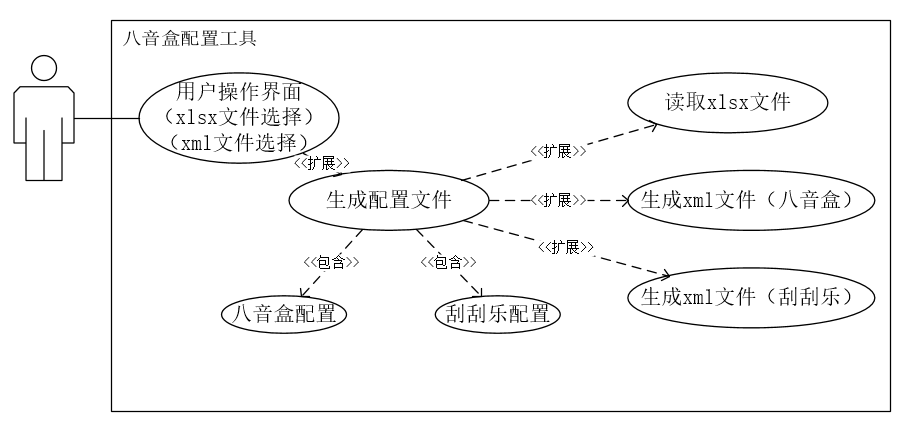 八音盒配置工具
用户操作界面
（xlsx文件选择）
（xml文件选择）
<<扩展>>
读取xlsx文件
<<扩展>>
生成配置文件
<<扩展>>
生成xml文件（八音盒）
<<扩展>>
<<包含>>
<<包含>>
生成xml文件（刮刮乐）
八音盒配置
刮刮乐配置